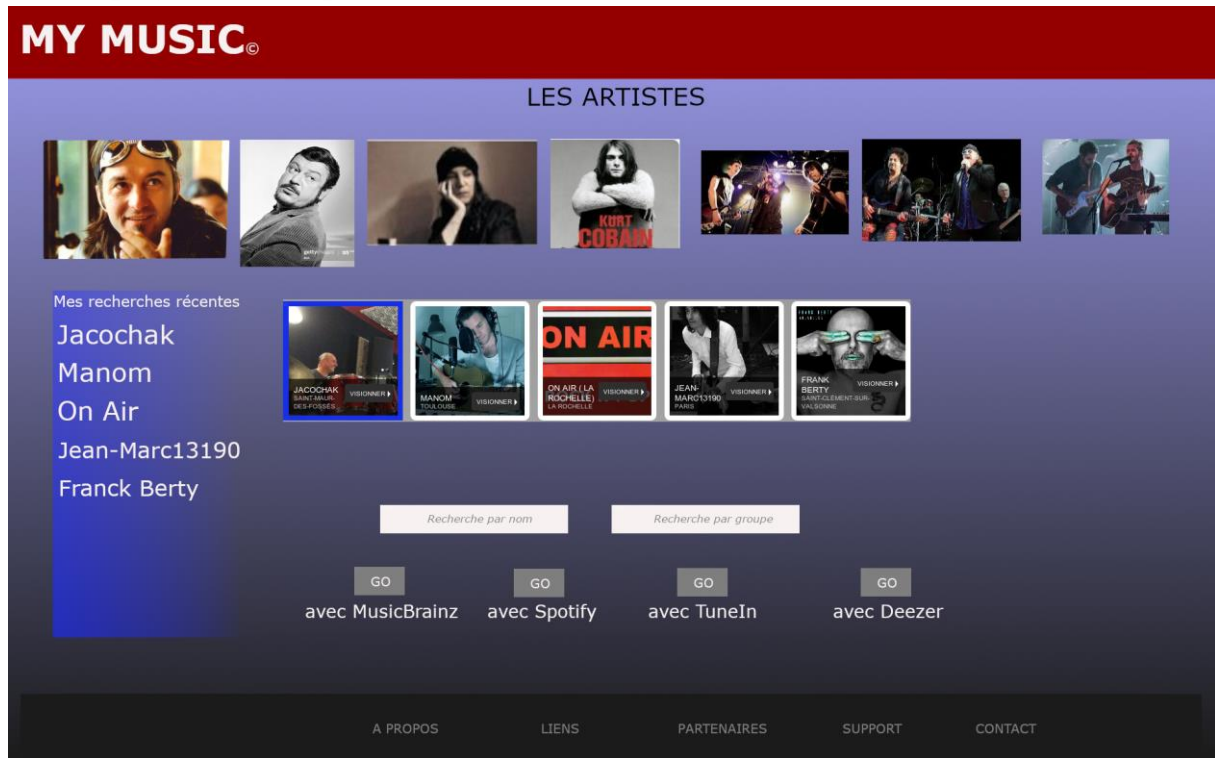 MY MUSIC©
LES ARTISTES
KURT
COBAIN
Mes recherches récentes
Jacochak
Manom
On Air
Jean-Marc13190
Franck Berty
JACOCHAK
SAINT-MAUR-
DES-FOSSÉS
VISIONNER
MANOM
TOULOUSE
VISIONNER
ON AIR
ON AIR ( LA
ROCHELLE)
LA ROCHELLE
VISIONNER
JEAN-
MARC13190
PARIS
VISIONNER
FRANK BERTY
FRANK
BERTY
SAINT-CLÉMENT-SUR-
VALSONNE
VISIONNER
Recherche par nom
Recherche par groupe
GO
avec MusicBrainz
GO
avec Spotify
GO
avec TuneIn
GO
avec Deezer
A PROPOS
LIENS
PARTENAIRES
SUPPORT
CONTACT